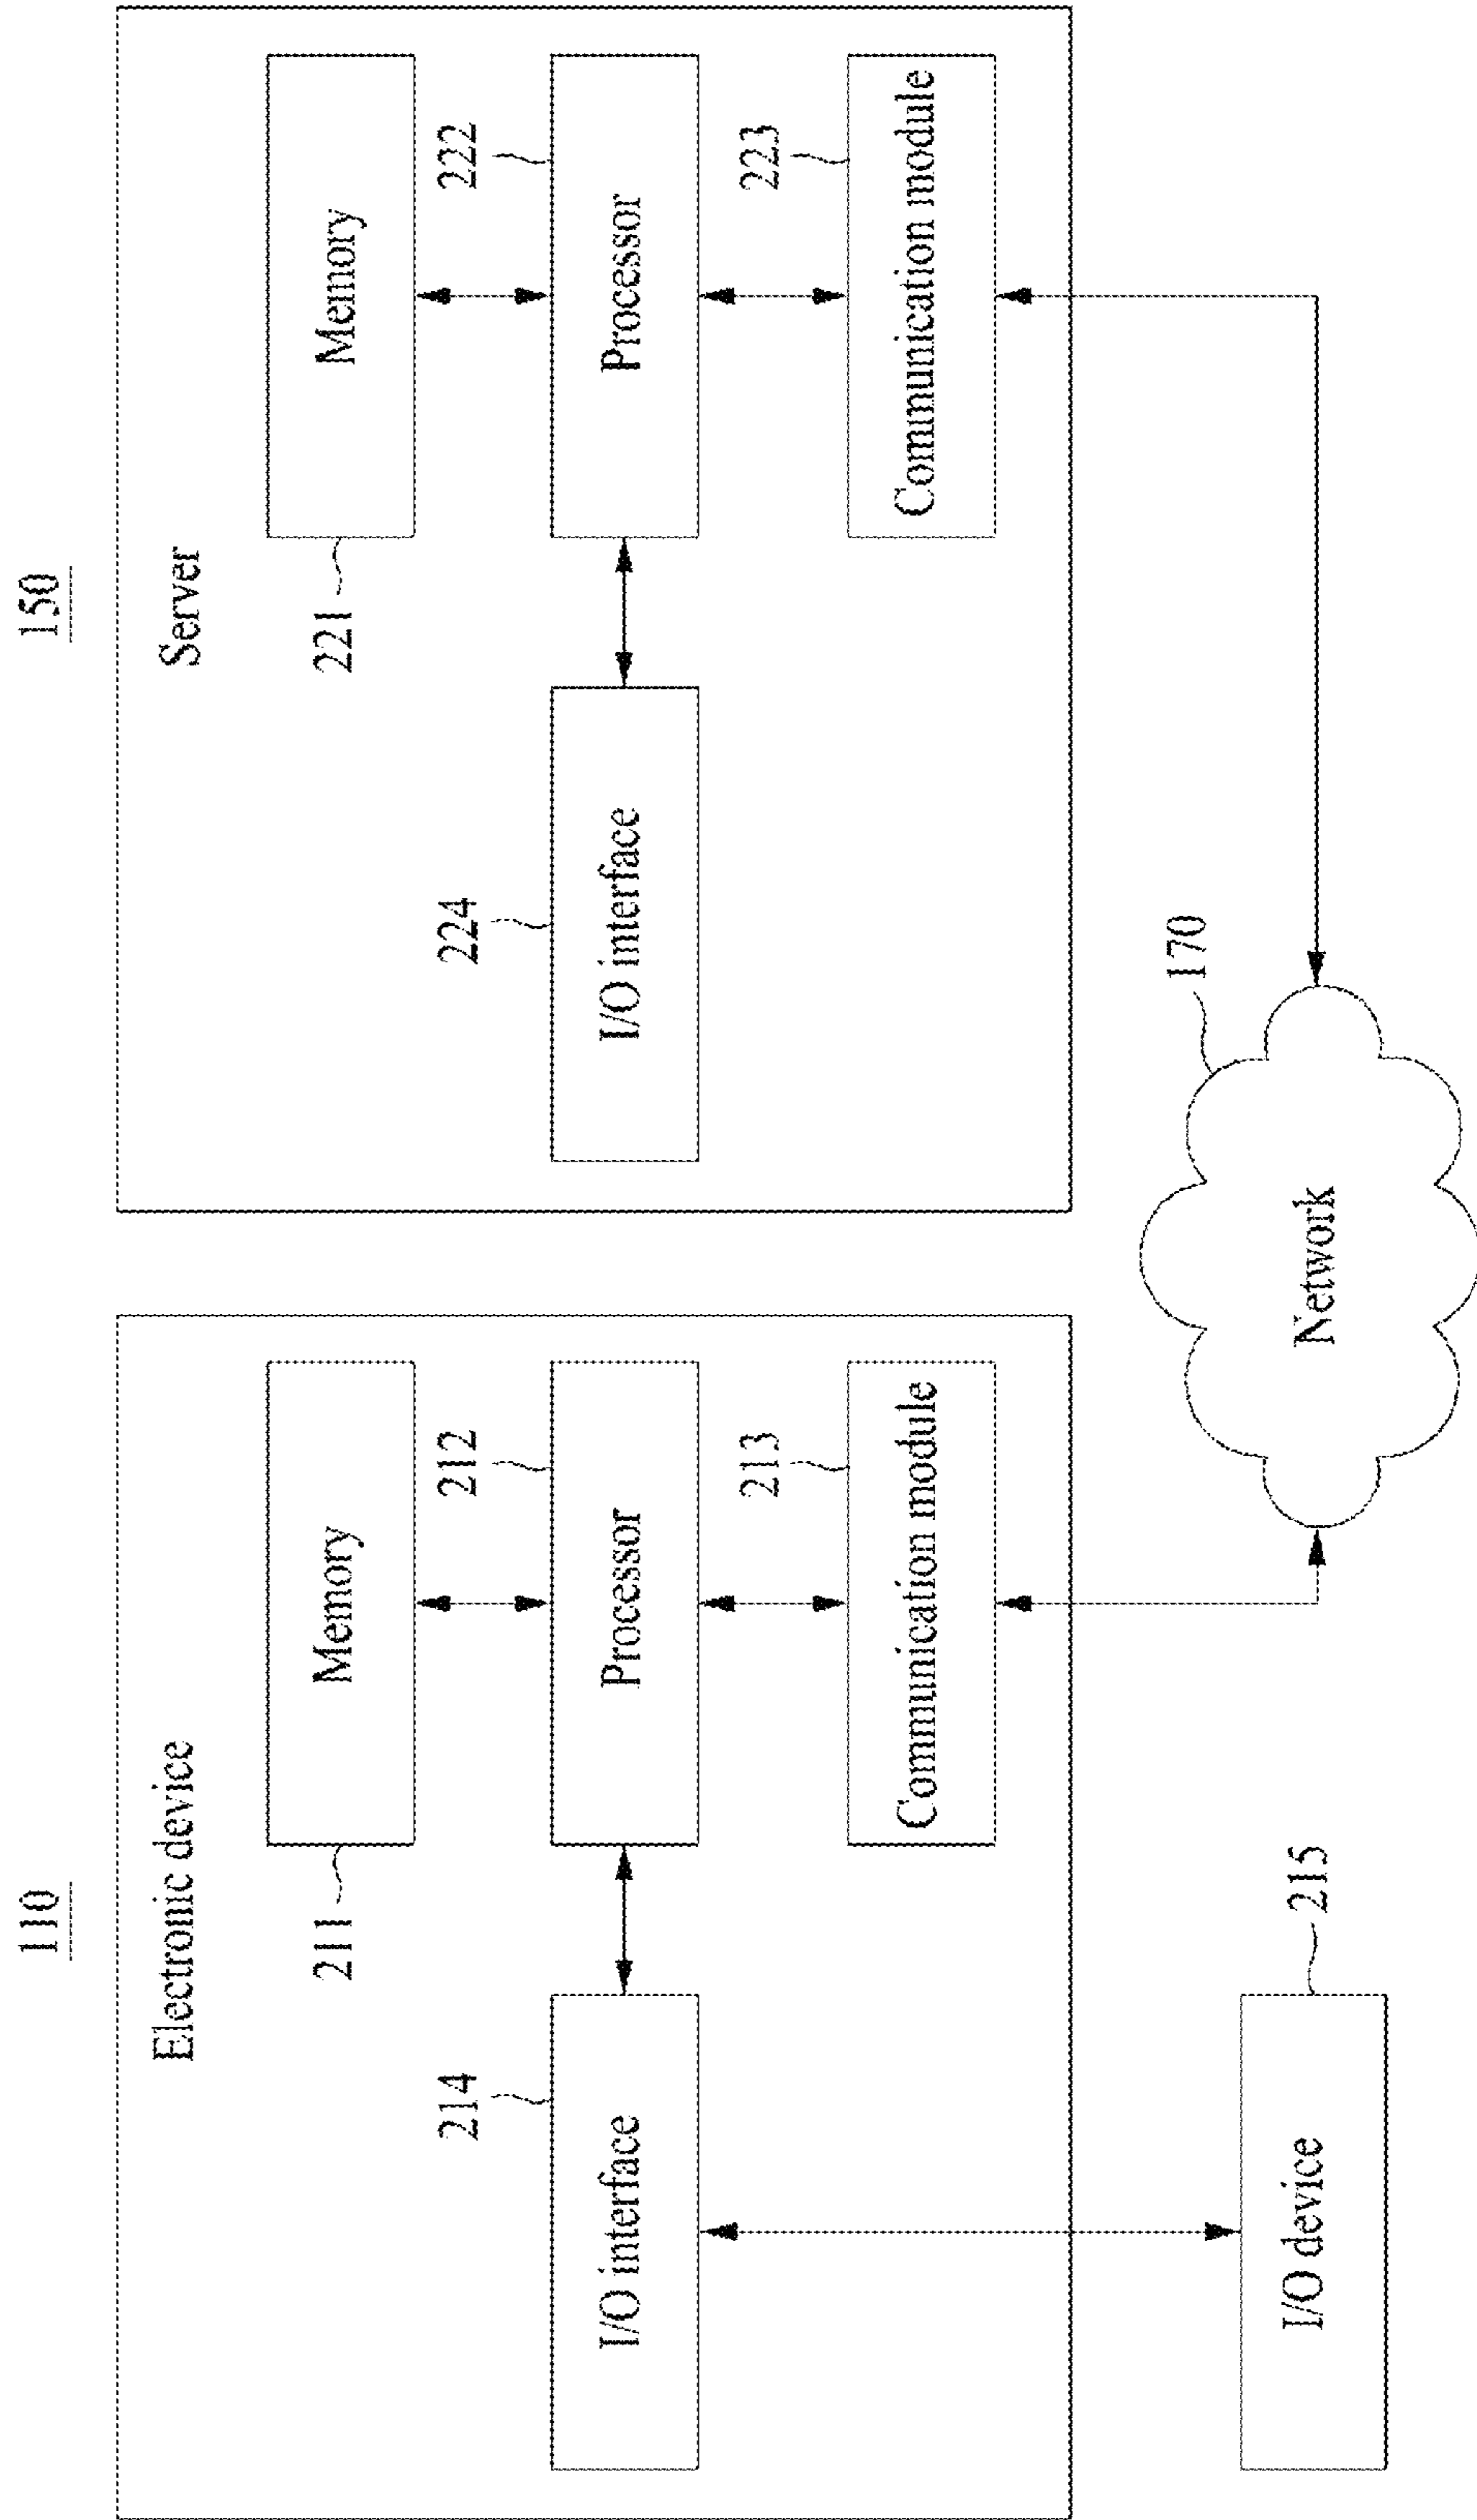 110
Electronic device
Memory
211
212
214
I/O interface
Processor
213
Communication module
I/O device
215
150
Server
Memory
221
222
224
I/O interface
Processor
223
Communication module
170
Network